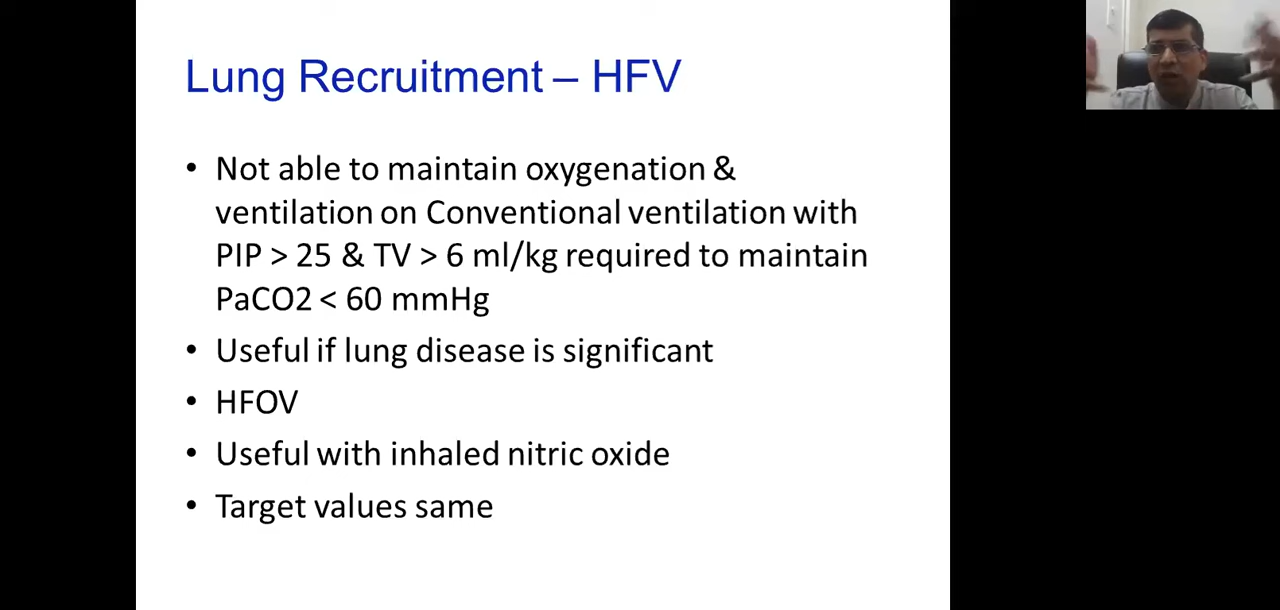 Lung Recruitment – HFV
• Not able to maintain oxygenation &
ventilation on Conventional ventilation with
PIP > 25 & TV > 6 ml/kg required to maintain
PaCO2 < 60 mmHg
• Useful if lung disease is significant
• HFOV
• Useful with inhaled nitric oxide
• Target values same